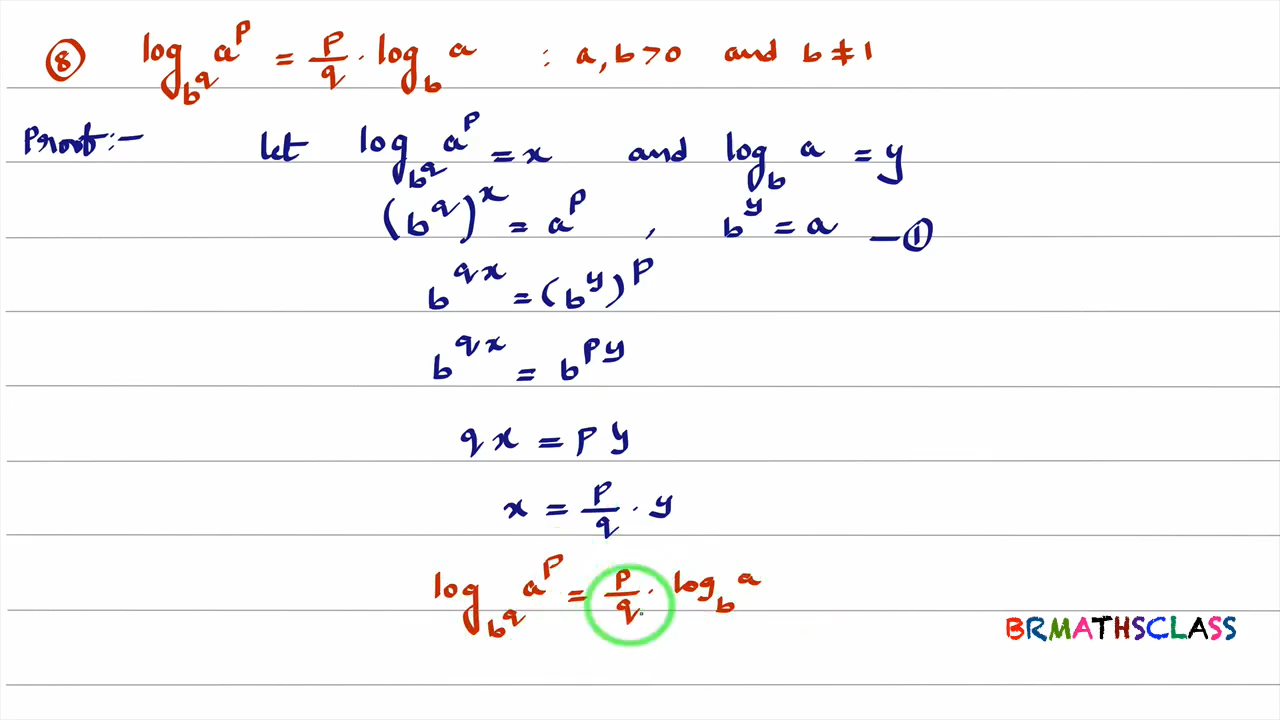 ⑧ log_{b^q} a^p = p/q · log_b a : a, b > 0 and b ≠ 1
Proof:- let log_{b^q} a^p = x and log_b a = y
(b^q)^x = a^p , b^y = a —①
b^{qx} = (b^y)^p
b^{qx} = b^{py}
qx = py
x = p/q · y
log_{b^q} a^p = p/q · log_b a
BRMATHSCLASS